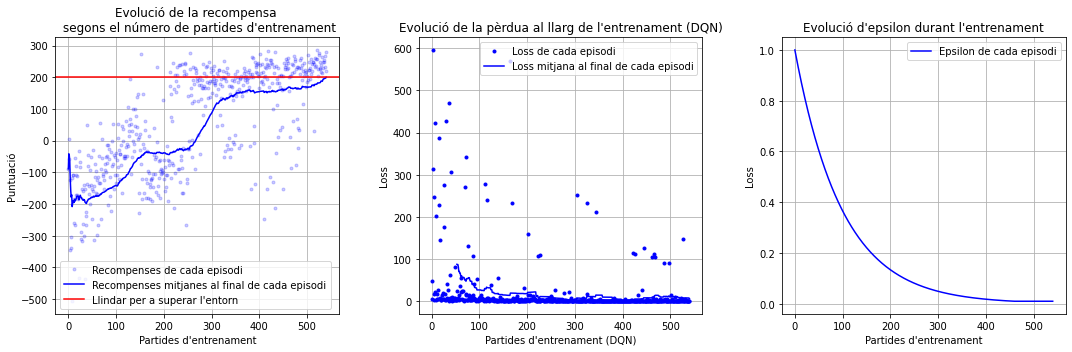 Evolució de la recompensa
segons el número de partides d'entrenament
300
200
100
0
−100
−200
−300
−400
−500
Puntuació
Recompenses de cada episodi
Recompenses mitjanes al final de cada episodi
Llindar per a superar l'entorn
0 100 200 300 400 500
Partides d'entrenament
Evolució de la pèrdua al llarg de l'entrenament (DQN)
600
500
400
300
200
100
0
Loss
Loss de cada episodi
Loss mitjana al final de cada episodi
0 100 200 300 400 500
Partides d'entrenament (DQN)
Evolució d'epsilon durant l'entrenament
1.0
0.8
0.6
0.4
0.2
0.0
Loss
Epsilon de cada episodi
0 100 200 300 400 500
Partides d'entrenament